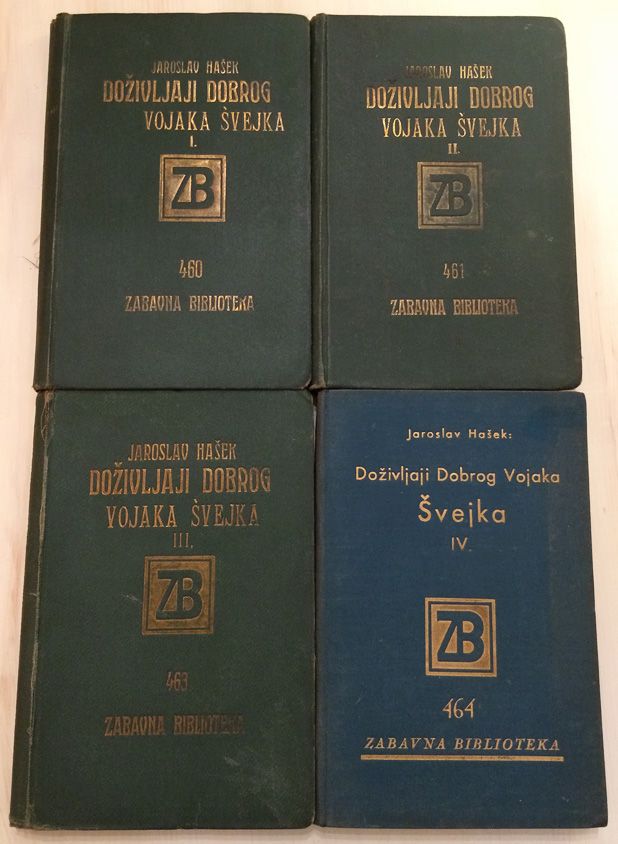 JAROSLAV HAŠEK
DOŽIVLJAJI DOBROG
VOJAKA ŠVEJKA
I.
ZB
460
ZABAVNA BIBLIOTEKA
JAROSLAV HAŠEK
DOŽIVLJAJI DOBROG
VOJAKA ŠVEJKA
II.
ZB
461
ZABAVNA BIBLIOTEKA
JAROSLAV HAŠEK
DOŽIVLJAJI DOBROG
VOJAKA ŠVEJKA
III.
ZB
463
ZABAVNA BIBLIOTEKA
Jaroslav Hašek:
Doživljaji Dobrog Vojaka
Švejka
IV.
ZB
464
ZABAVNA BIBLIOTEKA